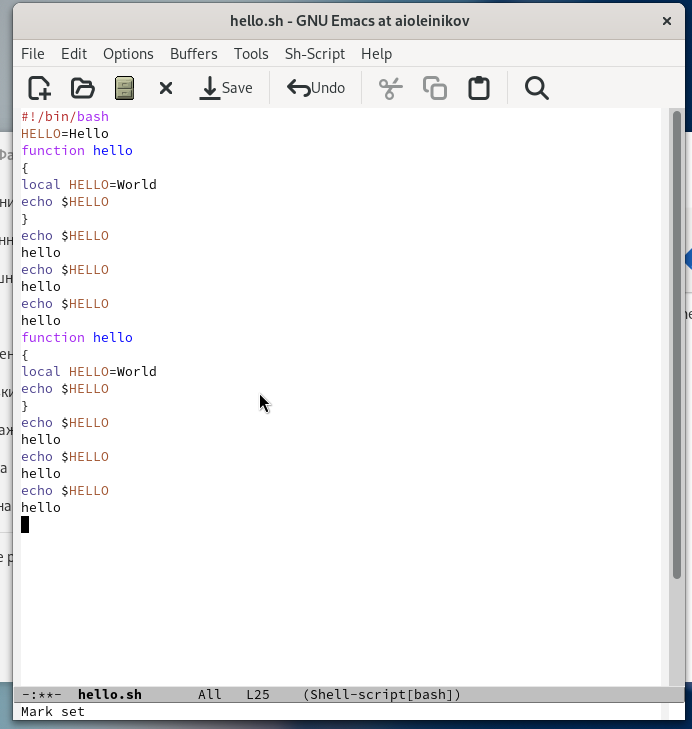 hello.sh - GNU Emacs at aioleinikov
File Edit Options Buffers Tools Sh-Script Help
Save Undo
#!/bin/bash
HELLO=Hello
function hello
{
local HELLO=World
echo $HELLO
}
echo $HELLO
hello
echo $HELLO
hello
echo $HELLO
hello
function hello
{
local HELLO=World
echo $HELLO
}
echo $HELLO
hello
echo $HELLO
hello
echo $HELLO
hello
-:**- hello.sh All L25 (Shell-script[bash])
Mark set